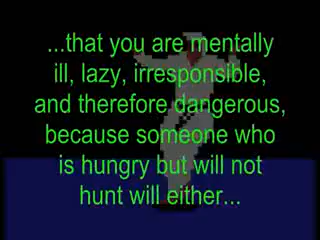 ...that you are mentally
ill, lazy, irresponsible,
and therefore dangerous,
because someone who
is hungry but will not
hunt will either...